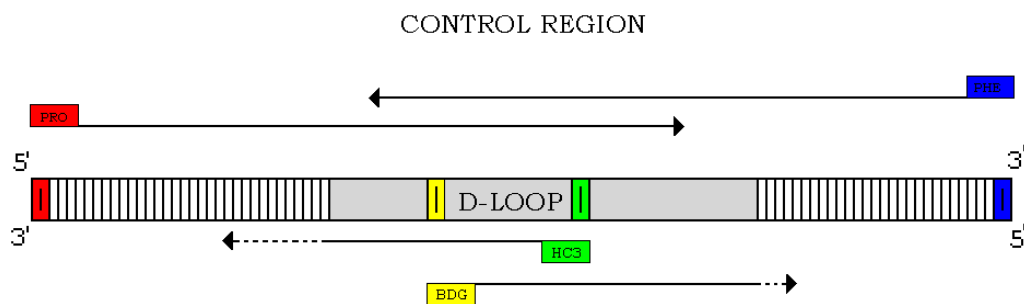 CONTROL REGION
PHE
PRO
5' 3'
D-LOOP
3' 5'
HC3
BDG